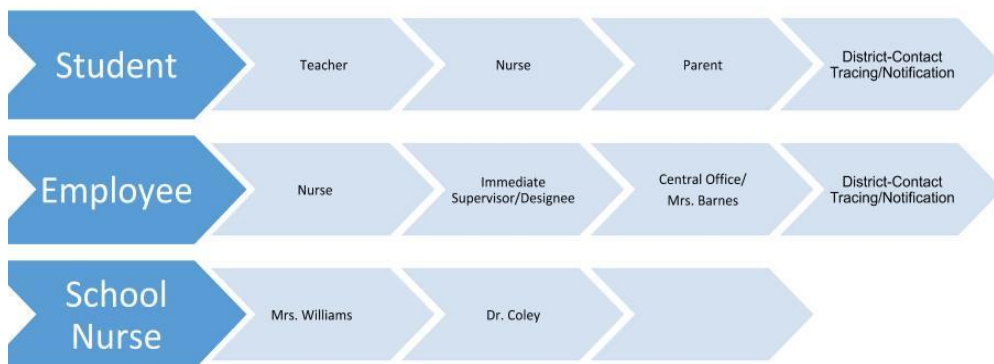 Student
Teacher
Nurse
Parent
District-Contact
Tracing/Notification
Employee
Nurse
Immediate
Supervisor/Designee
Central Office/
Mrs. Barnes
District-Contact
Tracing/Notification
School
Nurse
Mrs. Williams
Dr. Coley